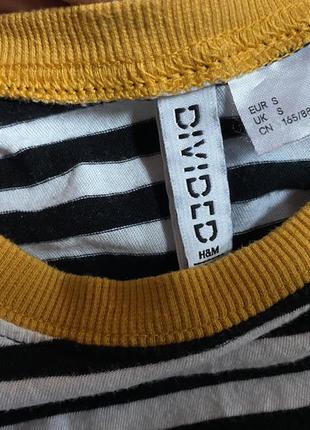 DIVIDED
H&M
EUR S
UK S
CN 165/88